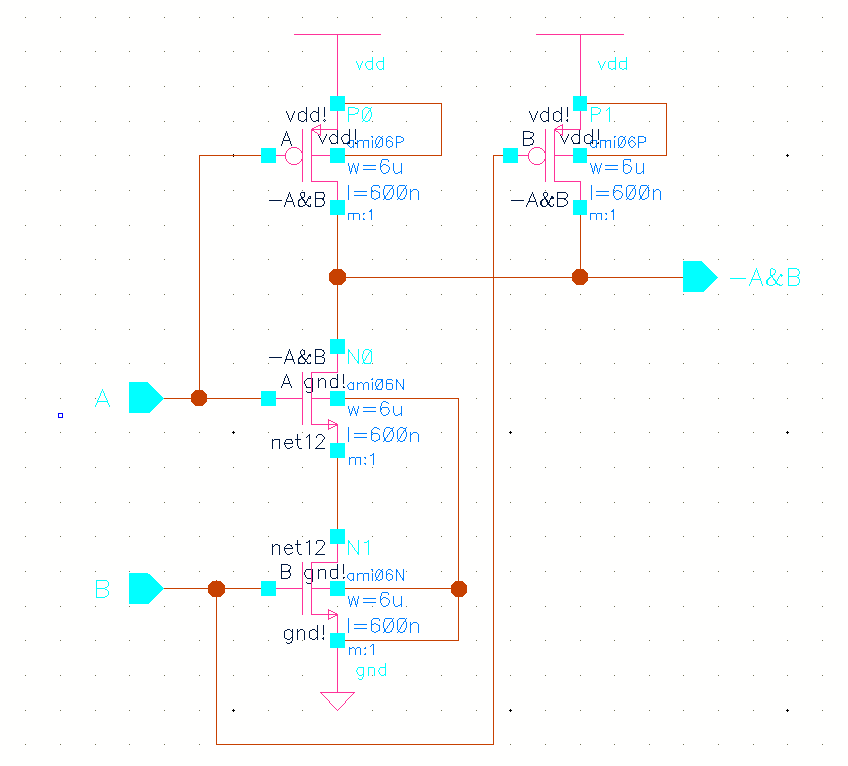 vdd
vdd
vdd!
P0
vdd!
P1
A
vdd!
ami06P
B
vdd!
ami06P
w=6u
w=6u
l=600n
l=600n
-A&B
m:1
-A&B
m:1
-A&B
-A&B
N0
A
gnd!
ami06N
A
w=6u
l=600n
net12
m:1
net12
N1
B
gnd!
ami06N
B
w=6u
l=600n
gnd!
m:1
gnd